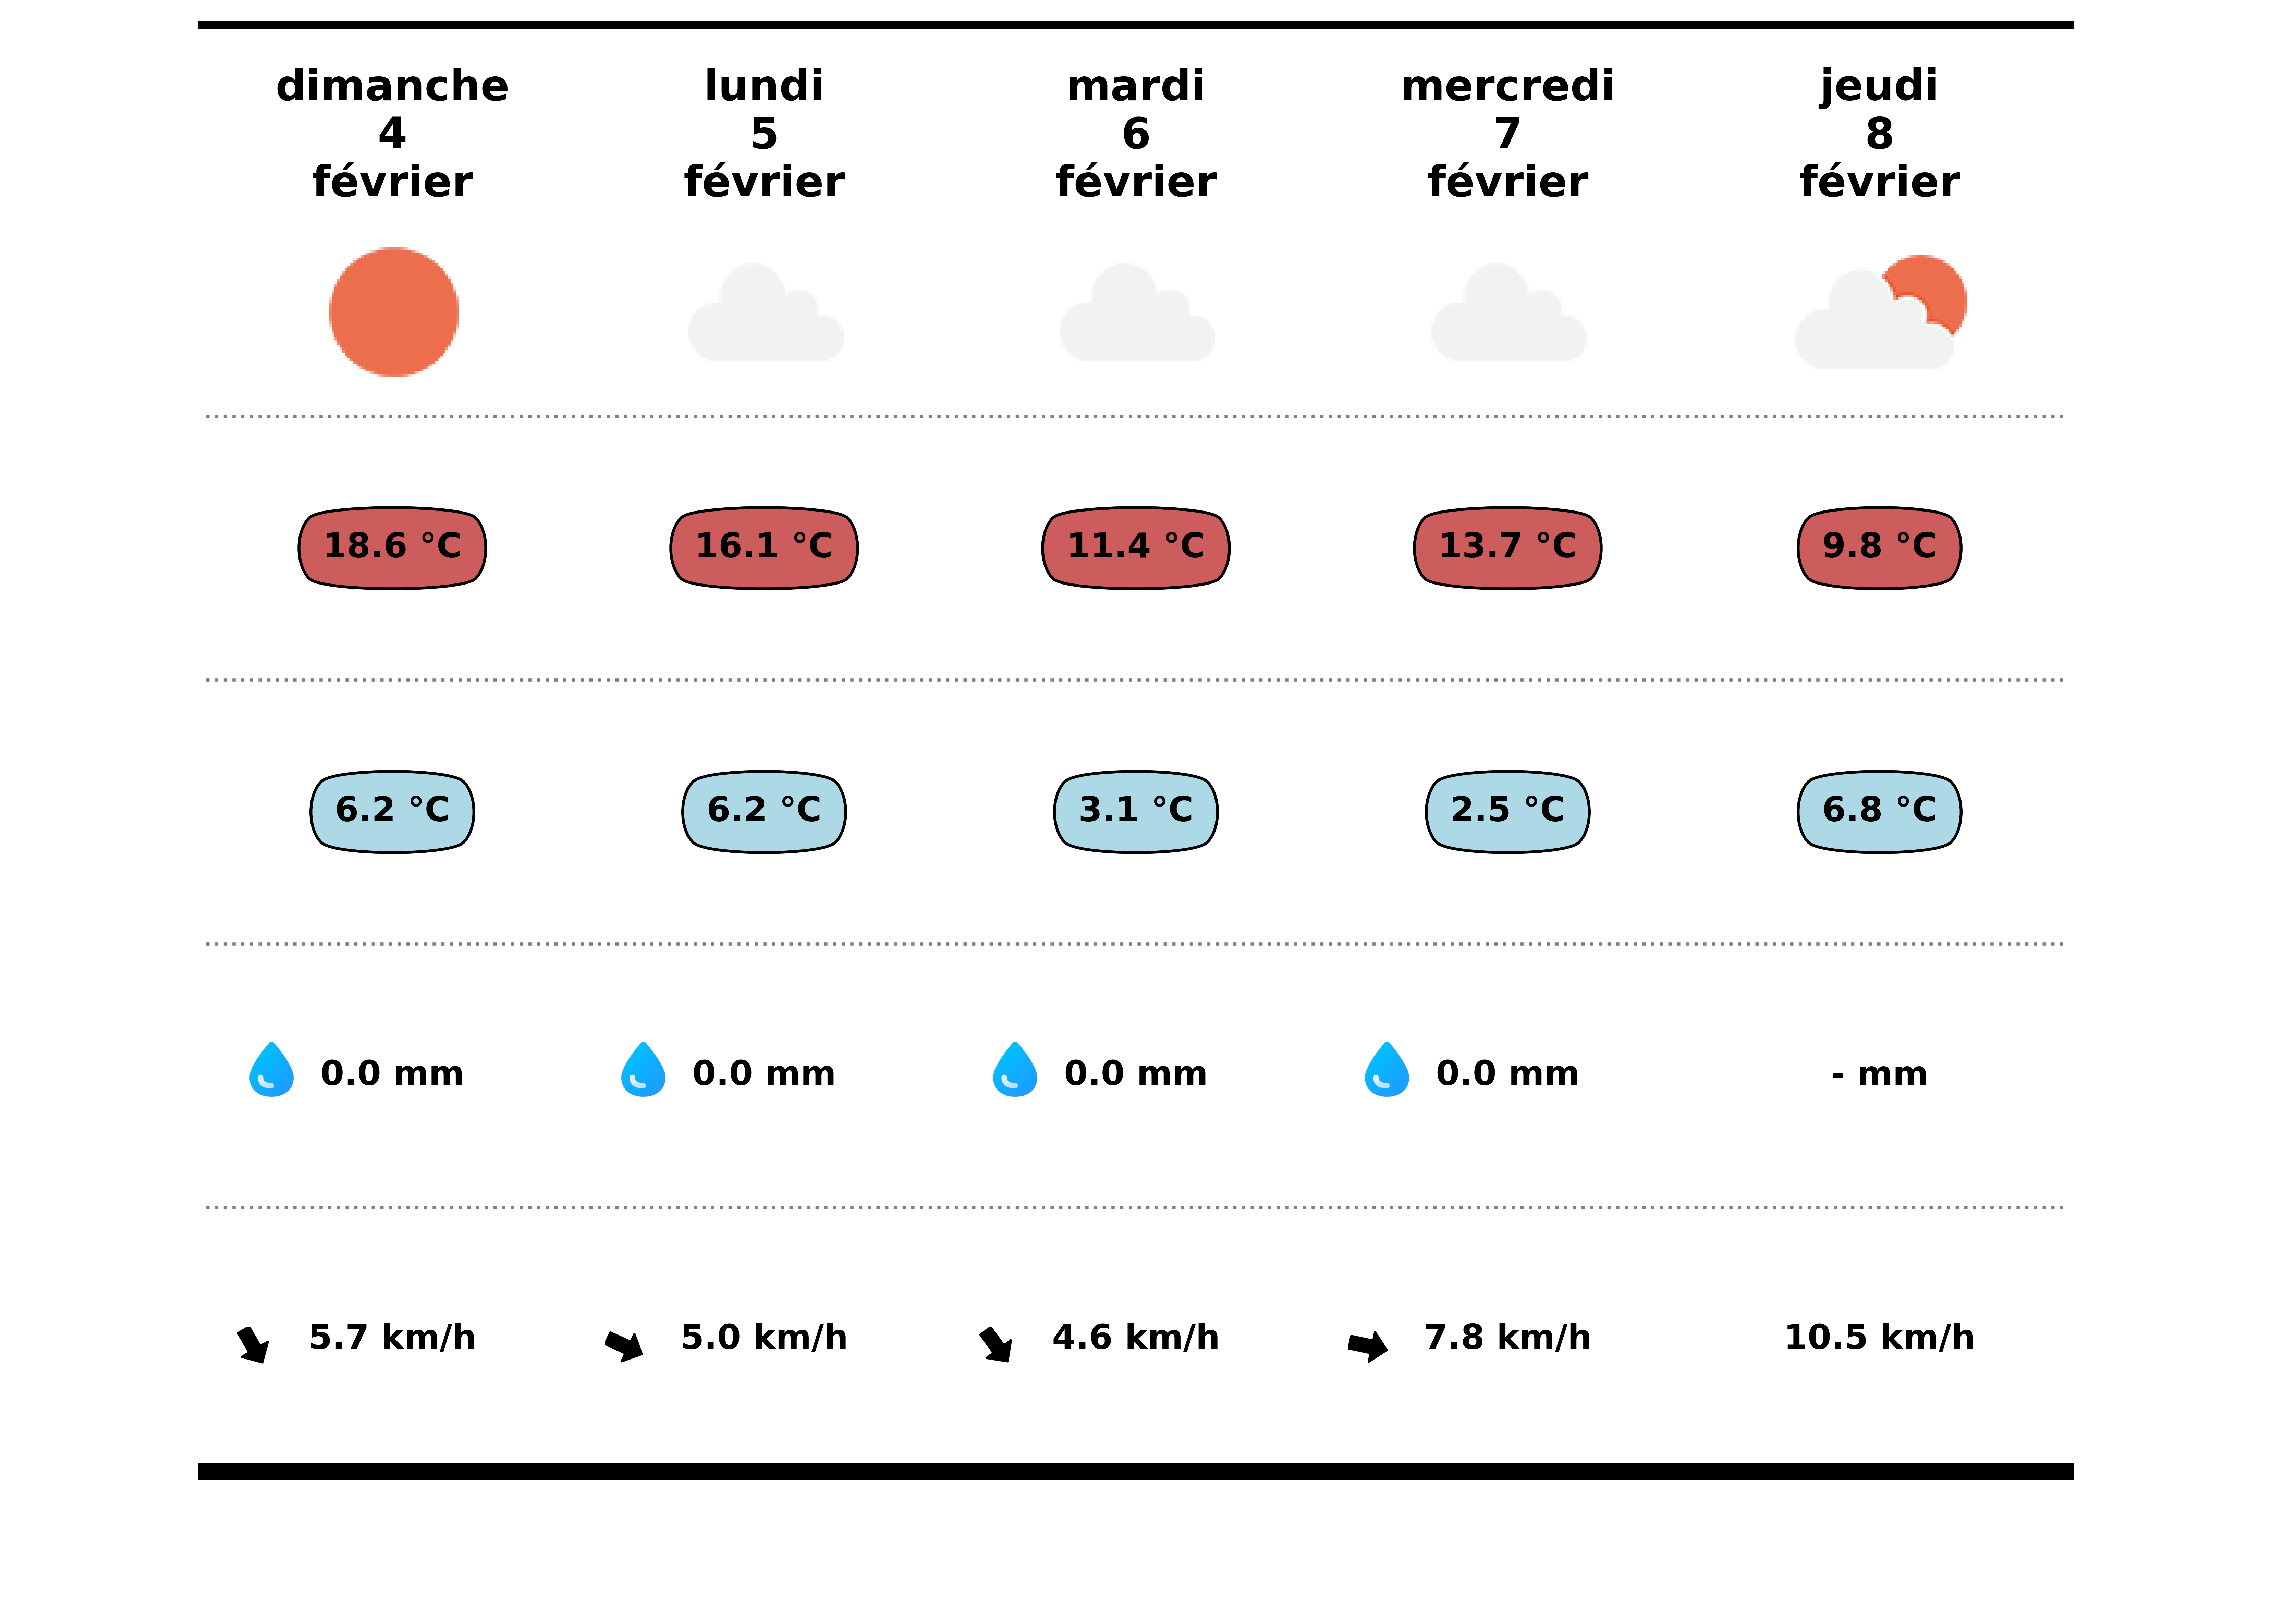 dimanche lundi mardi mercredi jeudi
4 5 6 7 8
février février février février février
18.6 °C 16.1 °C 11.4 °C 13.7 °C 9.8 °C
6.2 °C 6.2 °C 3.1 °C 2.5 °C 6.8 °C
0.0 mm 0.0 mm 0.0 mm 0.0 mm - mm
5.7 km/h 5.0 km/h 4.6 km/h 7.8 km/h 10.5 km/h